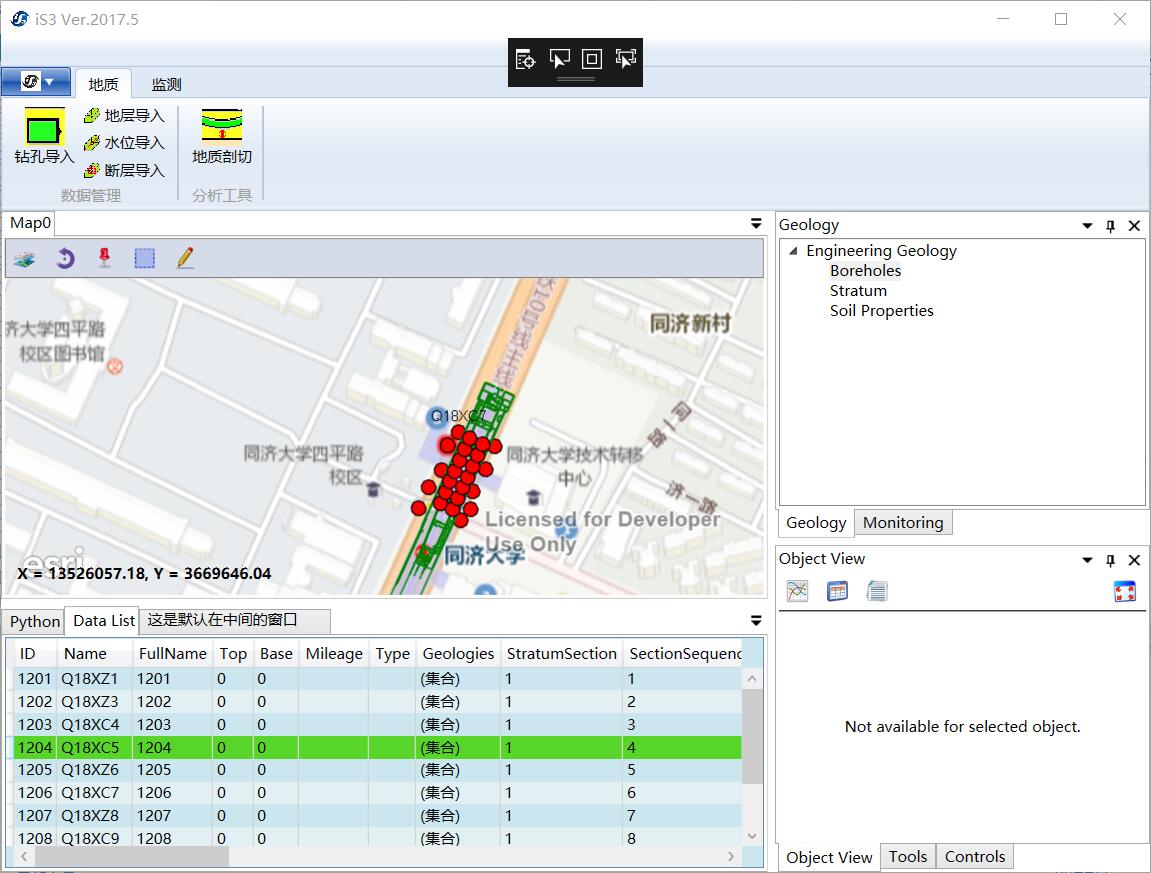 iS3 Ver.2017.5
地质 监测
钻孔导入 地层导入 水位导入 断层导入 地质剖切
数据管理 分析工具
Map0
齐大学四平路
校区图书馆
同济新村
Q18XC7
同济大学四平路
校区
同济大学技术转移
中心
同一路
济一路
Licensed for Developer
Use Only
同济大学
esri
X = 13526057.18, Y = 3669646.04
Geology
Engineering Geology
Boreholes
Stratum
Soil Properties
Geology Monitoring
Object View
Not available for selected object.
Object View Tools Controls
Python Data List 这是默认在中间的窗口
ID Name FullName Top Base Mileage Type Geologies StratumSection SectionSequenc
1201 Q18XZ1 1201 0 0 (集合) 1 1
1202 Q18XZ3 1202 0 0 (集合) 1 2
1203 Q18XC4 1203 0 0 (集合) 1 3
1204 Q18XC5 1204 0 0 (集合) 1 4
1205 Q18XZ6 1205 0 0 (集合) 1 5
1206 Q18XC7 1206 0 0 (集合) 1 6
1207 Q18XZ8 1207 0 0 (集合) 1 7
1208 Q18XC9 1208 0 0 (集合) 1 8